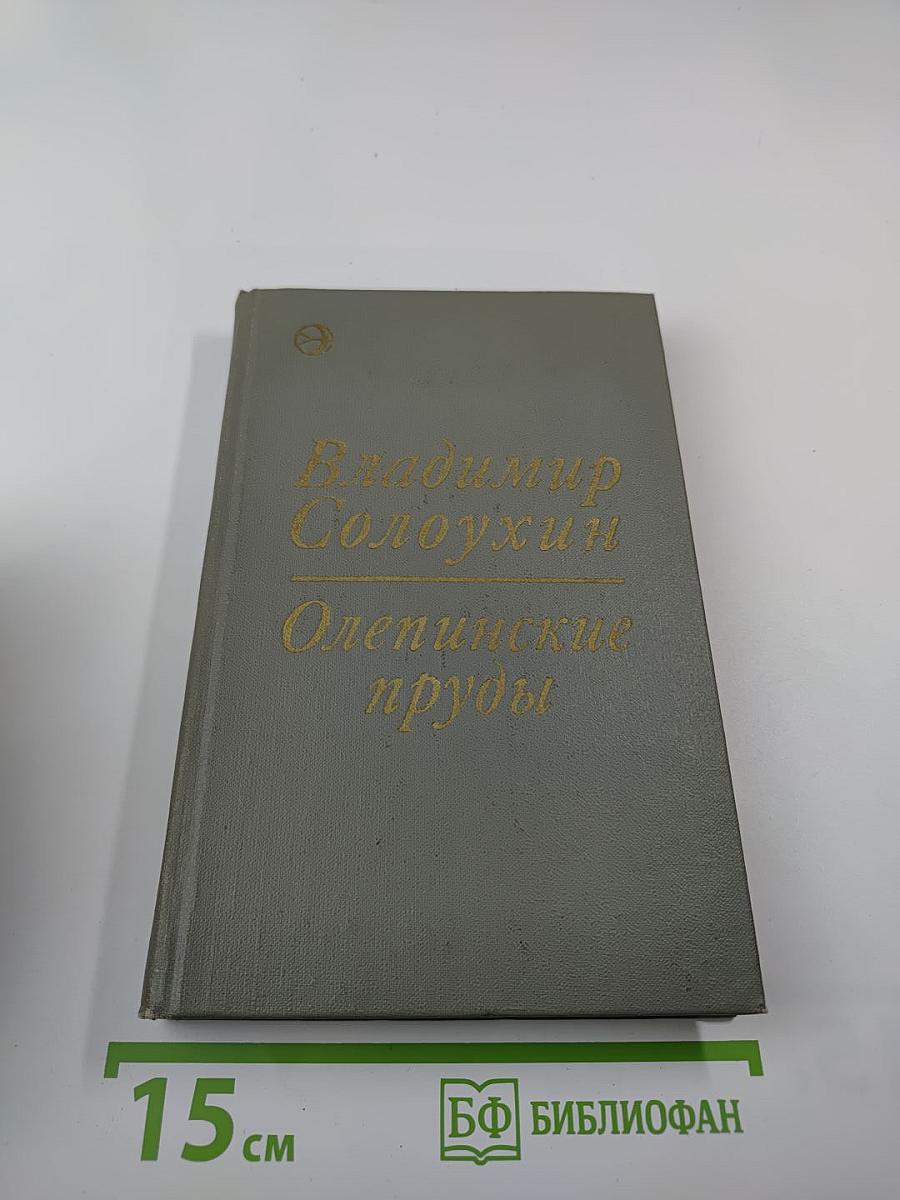 Владимир
Солоухин
Олепинские
пруды
15 см
БФ БИБЛИОФАН